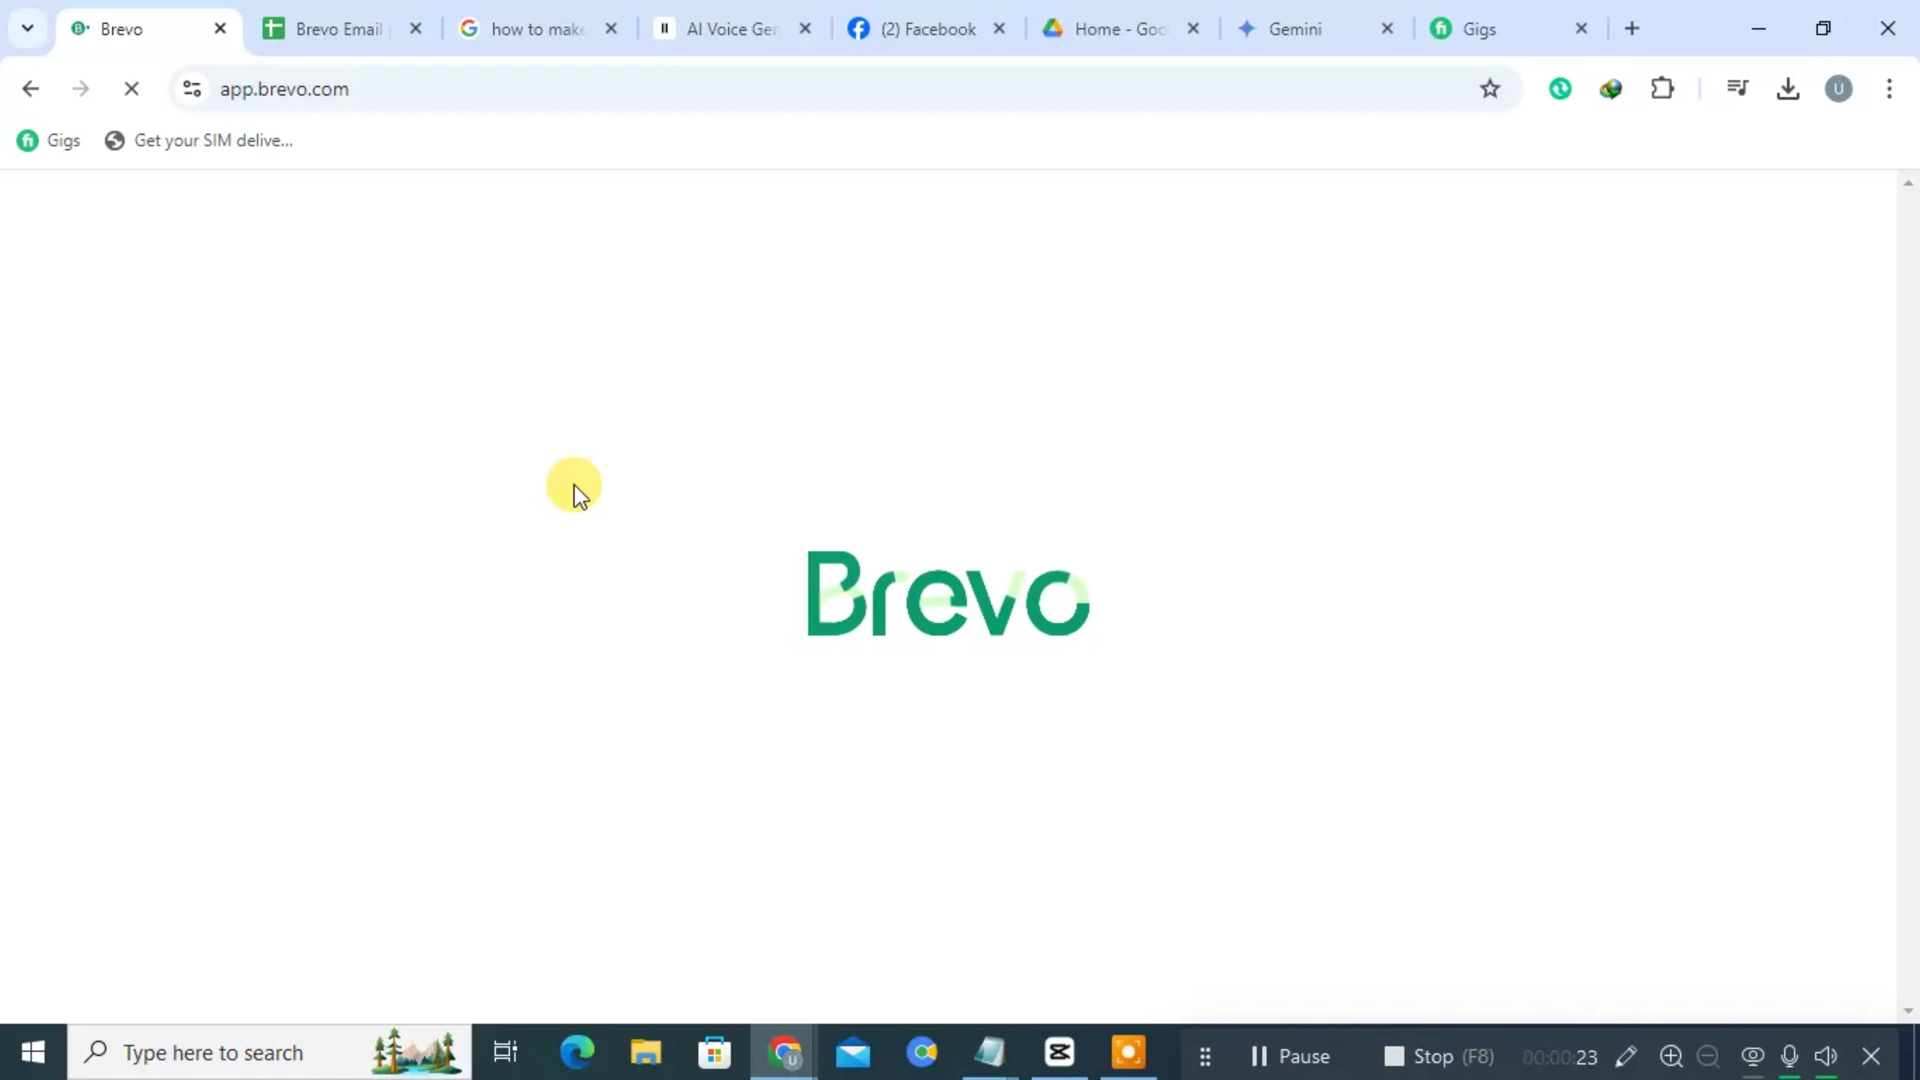 Brevo
Brevo Email
how to make
AI Voice Ger
(2) Facebook
Home - Goo
Gemini
Gigs
app.brevo.com
U
Gigs
Get your SIM delive...
Brevo
Type here to search
Pause
Stop (F8)
00:00:23